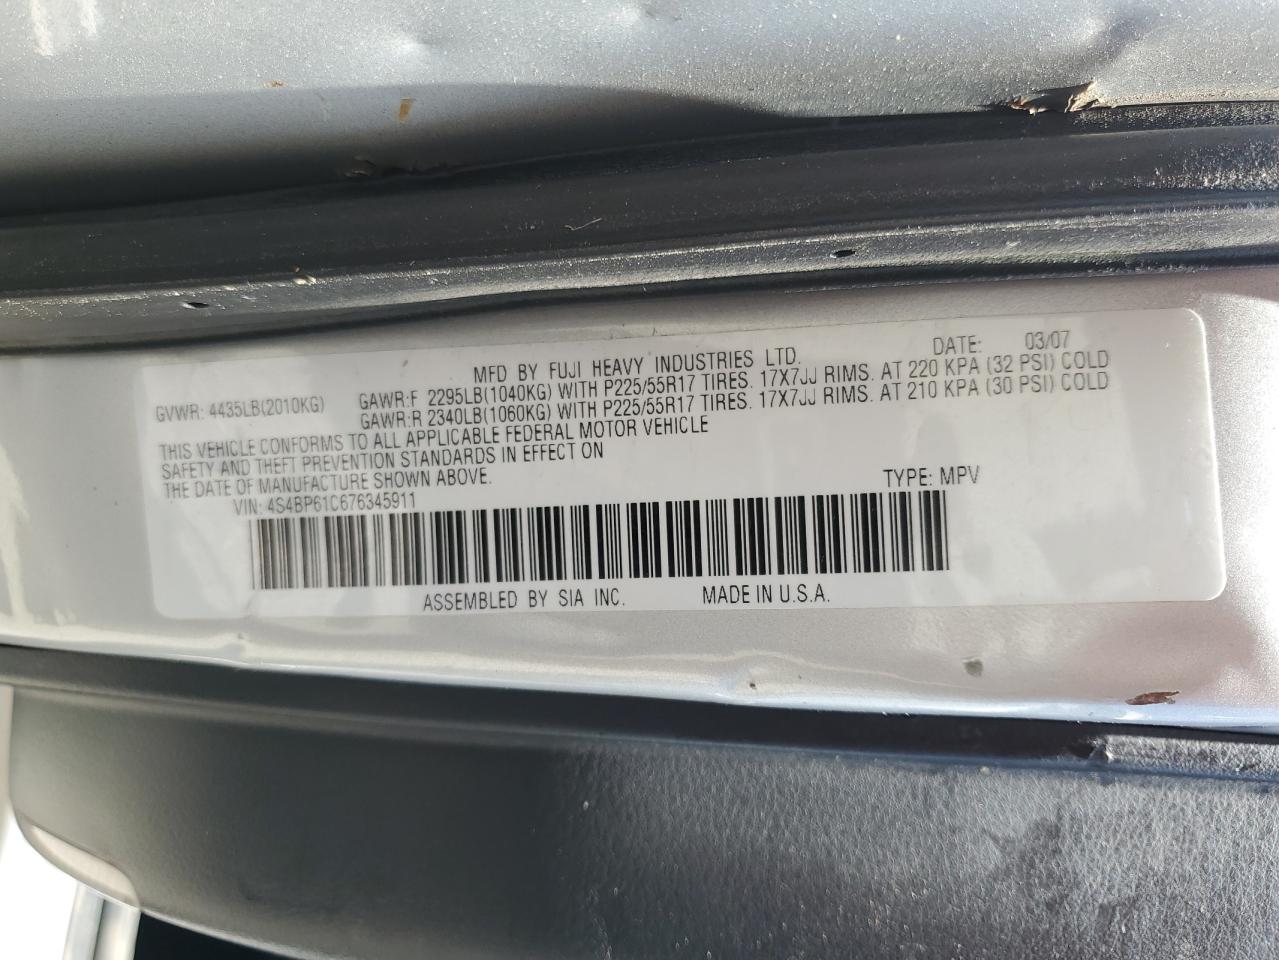 MFD BY FUJI HEAVY INDUSTRIES LTD. DATE: 03/07
GVWR: 4435LB(2010KG) GAWR:F 2295LB(1040KG) WITH P225/55R17 TIRES. 17X7JJ RIMS. AT 220 KPA (32 PSI) COLD
GAWR:R 2340LB(1060KG) WITH P225/55R17 TIRES. 17X7JJ RIMS. AT 210 KPA (30 PSI) COLD
THIS VEHICLE CONFORMS TO ALL APPLICABLE FEDERAL MOTOR VEHICLE
SAFETY AND THEFT PREVENTION STANDARDS IN EFFECT ON
THE DATE OF MANUFACTURE SHOWN ABOVE.
VIN: 4S4BP61C676345911 TYPE: MPV
ASSEMBLED BY SIA INC. MADE IN U.S.A.